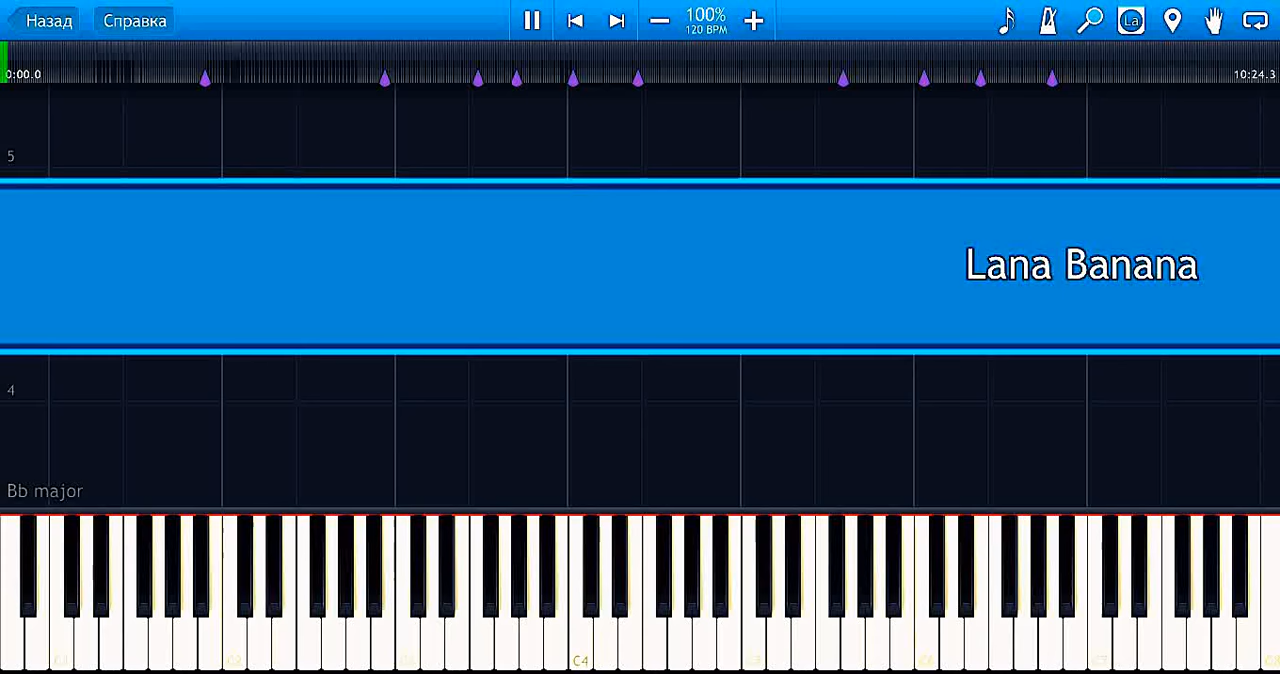 Назад Справка 100% La
120 BPM
0:00.0 10:24.3
5
Lana Banana
4
Bb major
C4